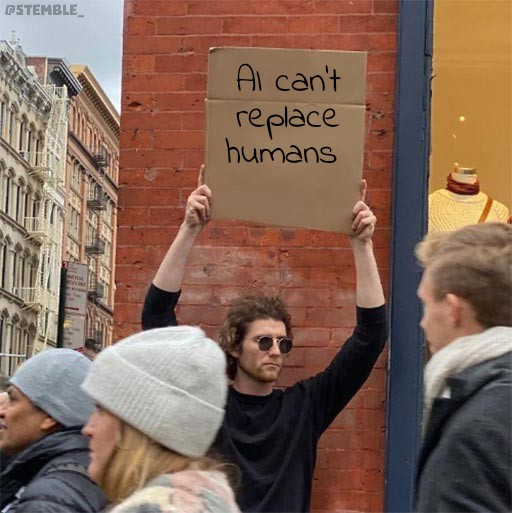 @STEMBLE_
AI can't
replace
humans